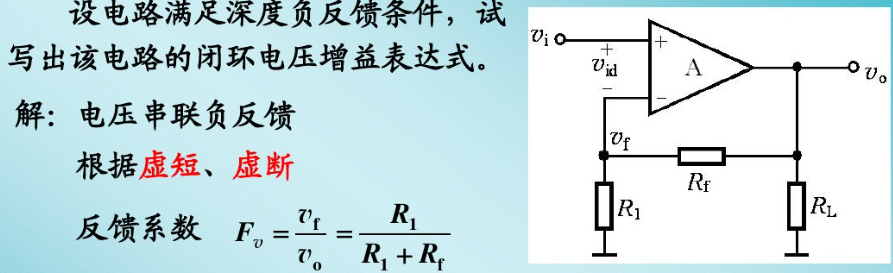 设电路满足深度负反馈条件，试
写出该电路的闭环电压增益表达式。
解：电压串联负反馈
根据虚短、虚断
反馈系数 F_v = v_f / v_o = R_1 / (R_1 + R_f)
v_i
+
v_id
−
+
A
−
v_o
v_f
R_f
R_1
R_L